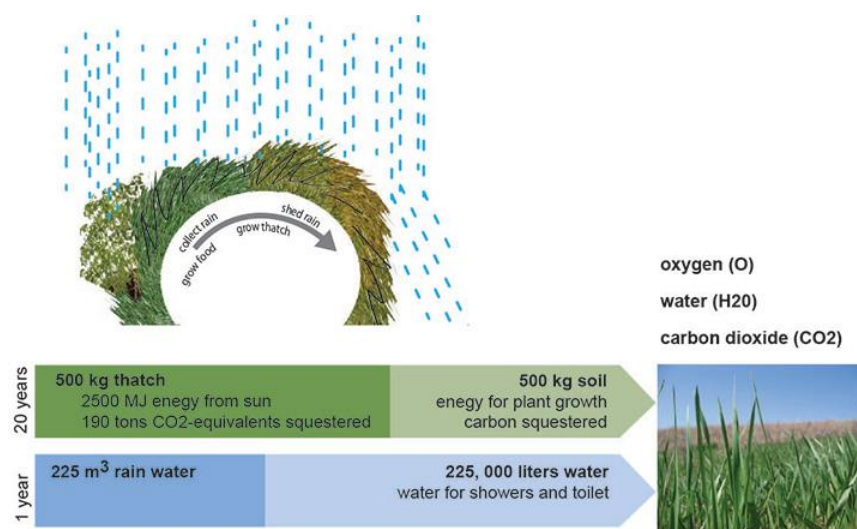 collect rain
shed rain
grow thatch
grow food
oxygen (O)
water (H20)
carbon dioxide (CO2)
20 years
500 kg thatch
2500 MJ enegy from sun
190 tons CO2-equivalents squestered
500 kg soil
enegy for plant growth
carbon squestered
1 year
225 m³ rain water
225, 000 liters water
water for showers and toilet